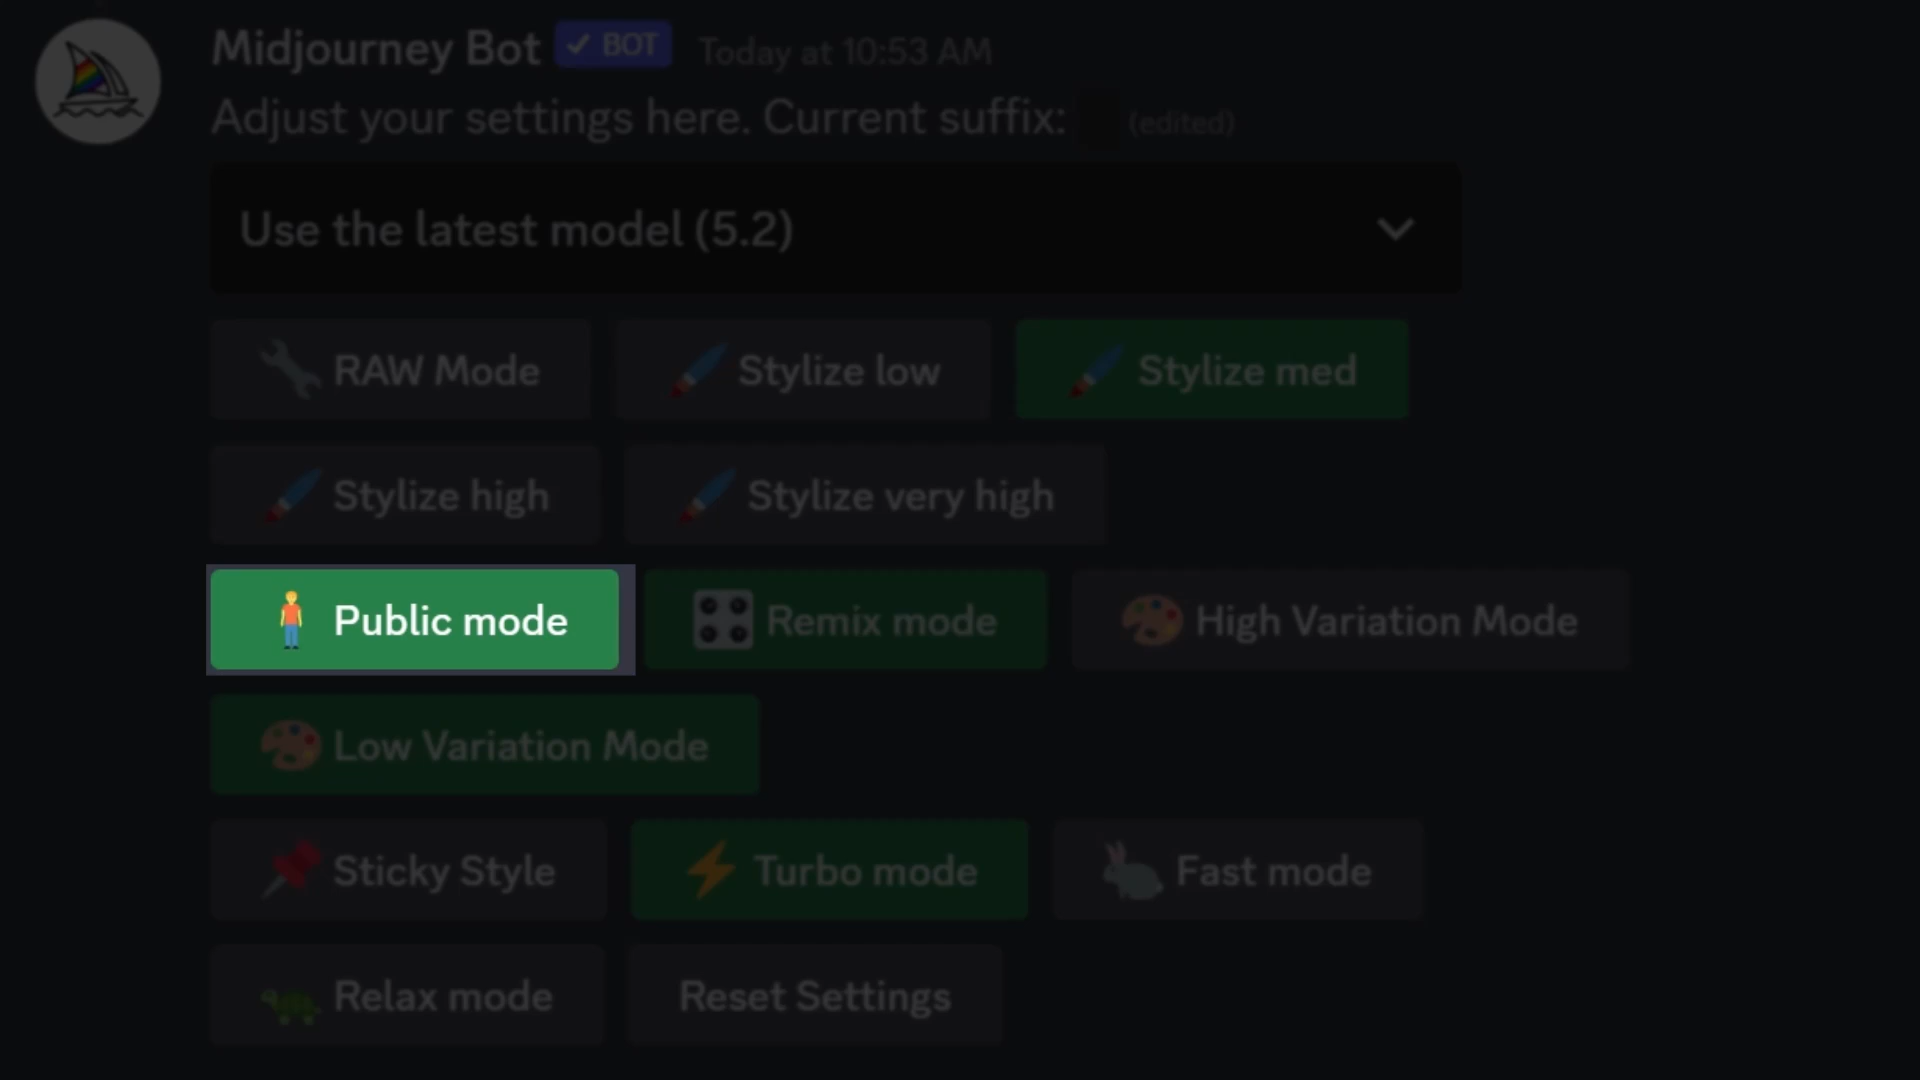 Midjourney Bot ✓ BOT Today at 10:53 AM
Adjust your settings here. Current suffix: (edited)
Use the latest model (5.2)
RAW Mode Stylize low Stylize med
Stylize high Stylize very high
Public mode Remix mode High Variation Mode
Low Variation Mode
Sticky Style Turbo mode Fast mode
Relax mode Reset Settings